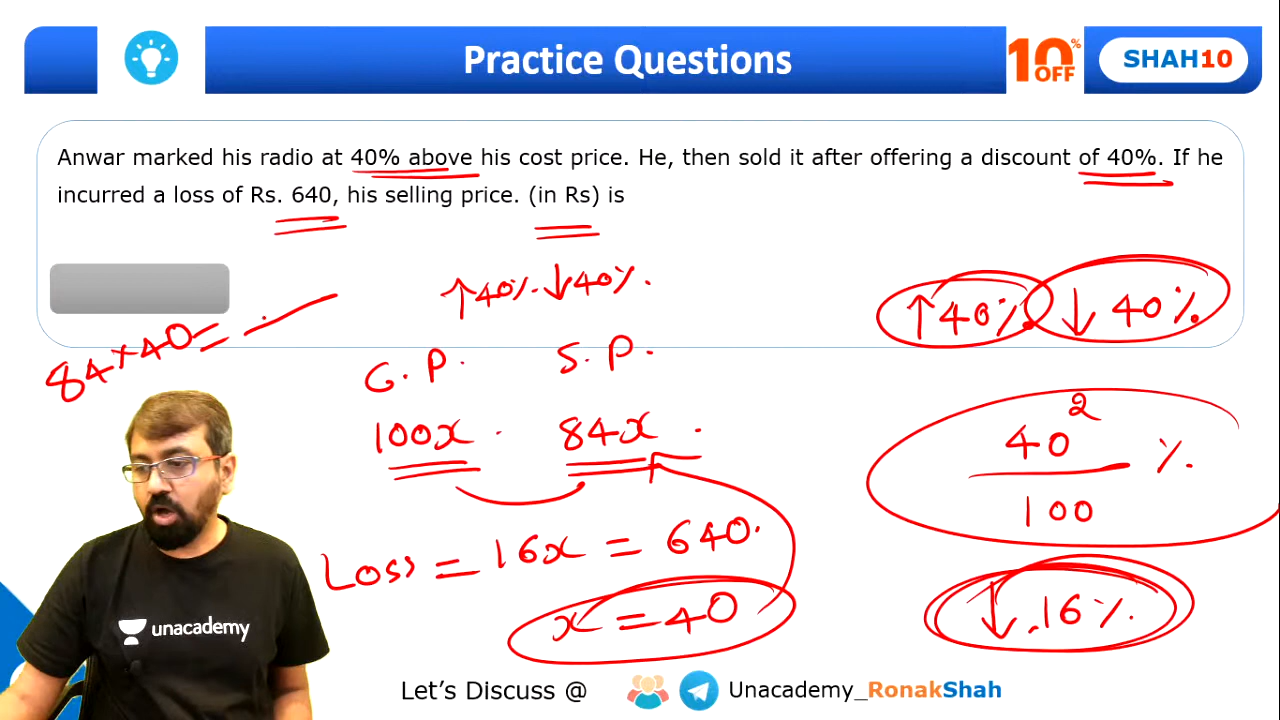 Practice Questions
10% OFF
SHAH10
Anwar marked his radio at 40% above his cost price. He, then sold it after offering a discount of 40%. If he
incurred a loss of Rs. 640, his selling price. (in Rs) is
↑40% ↓40%
↑40% ↓40%
84×40=
C.P. S.P.
100x 84x
40²
100 %
Loss = 16x = 640
x = 40
↓16%
unacademy
Let's Discuss @ Unacademy_RonakShah